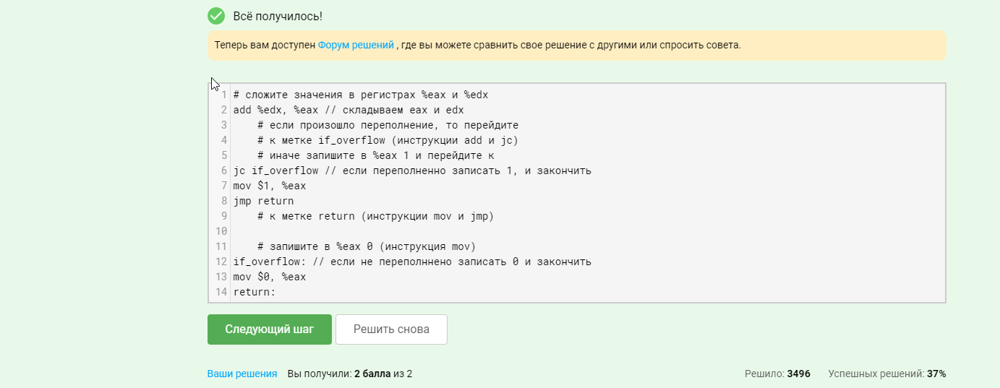 Всё получилось!
Теперь вам доступен Форум решений , где вы можете сравнить свое решение с другими или спросить совета.
1 # сложите значения в регистрах %eax и %edx
2 add %edx, %eax // складываем eax и edx
3     # если произошло переполнение, то перейдите
4     # к метке if_overflow (инструкции add и jc)
5     # иначе запишите в %eax 1 и перейдите к
6 jc if_overflow // если переполненно записать 1, и закончить
7 mov $1, %eax
8 jmp return
9     # к метке return (инструкции mov и jmp)
10
11     # запишите в %eax 0 (инструкция mov)
12 if_overflow: // если не переполннено записать 0 и закончить
13 mov $0, %eax
14 return:
Следующий шаг Решить снова
Ваши решения Вы получили: 2 балла из 2 Решило: 3496 Успешных решений: 37%